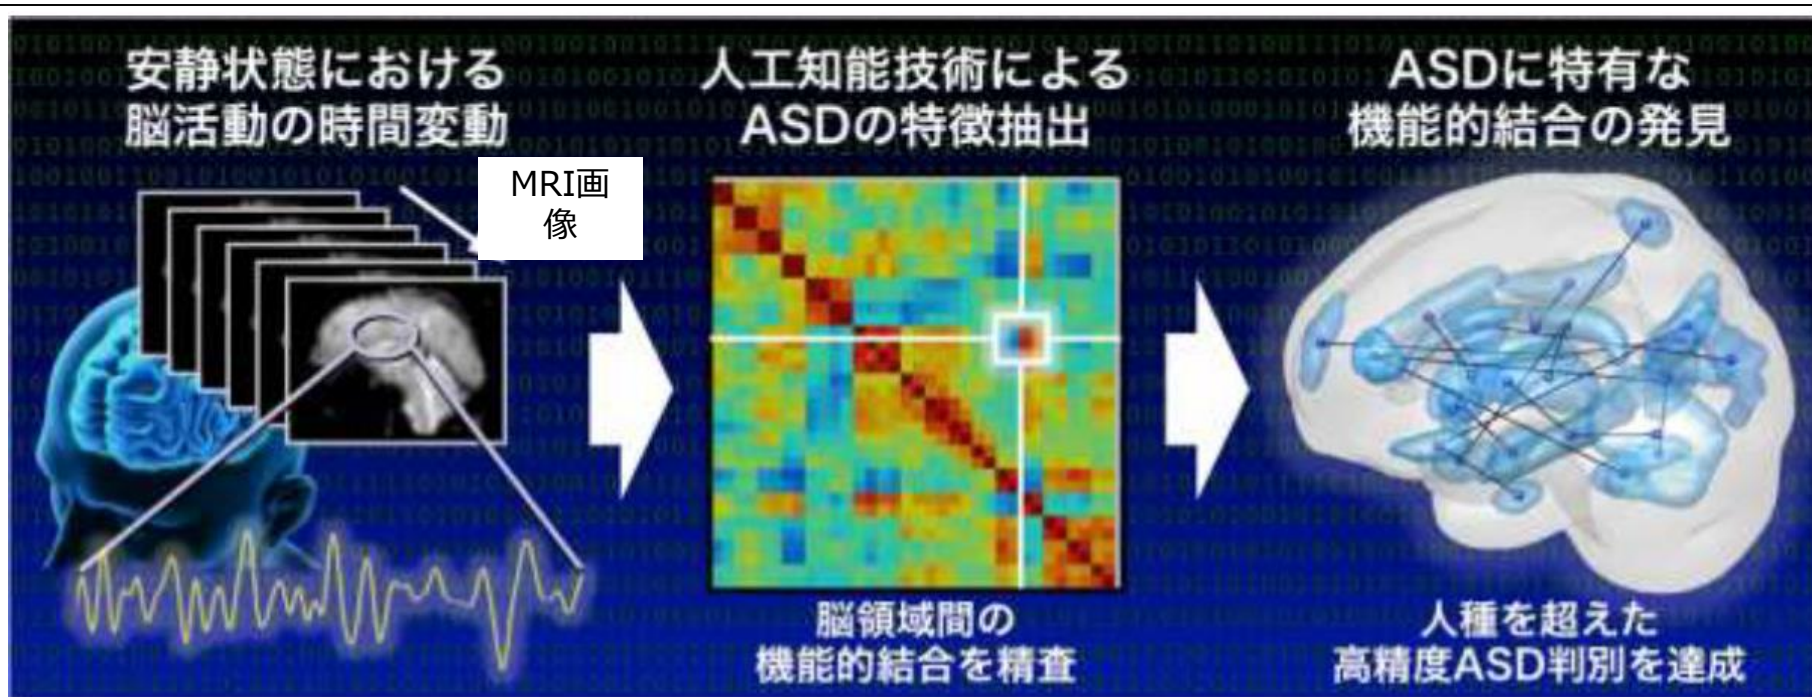 安静状態における
脳活動の時間変動
MRI画
像
人工知能技術による
ASDの特徴抽出
脳領域間の
機能的結合を精査
ASDに特有な
機能的結合の発見
人種を超えた
高精度ASD判別を達成